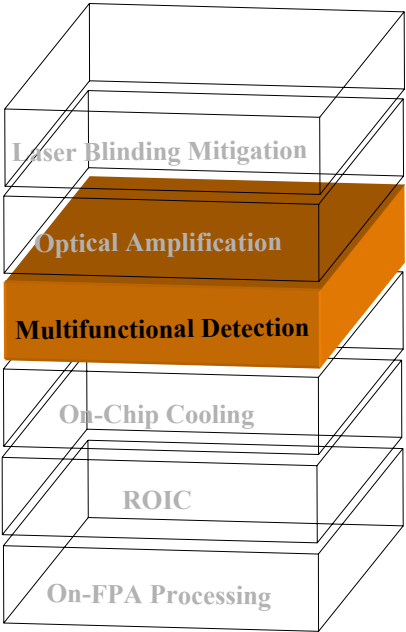 Laser Blinding Mitigation
Optical Amplification
Multifunctional Detection
On-Chip Cooling
ROIC
On-FPA Processing